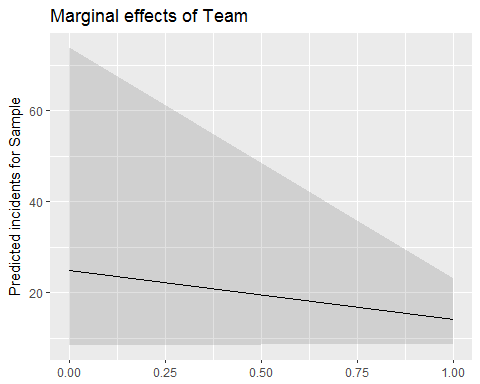 Marginal effects of Team
Predicted incidents for Sample
60
40
20
0.00 0.25 0.50 0.75 1.00